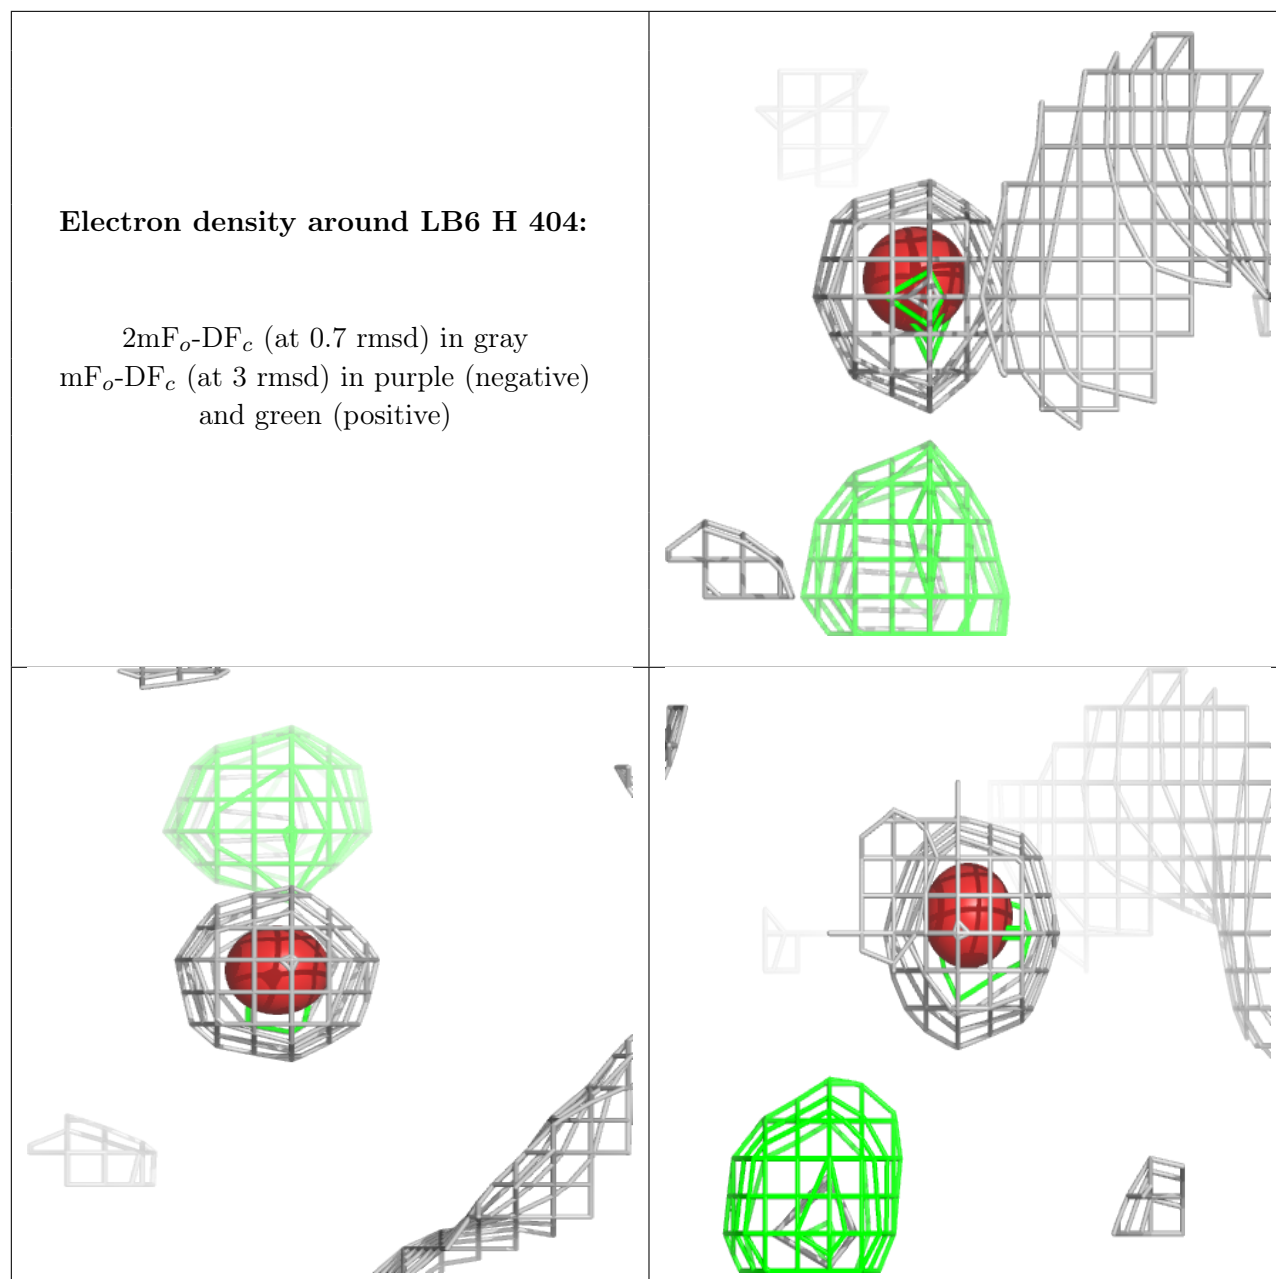 Electron density around LB6 H 404:
2mFₒ-DF𝒸 (at 0.7 rmsd) in gray
mFₒ-DF𝒸 (at 3 rmsd) in purple (negative)
and green (positive)